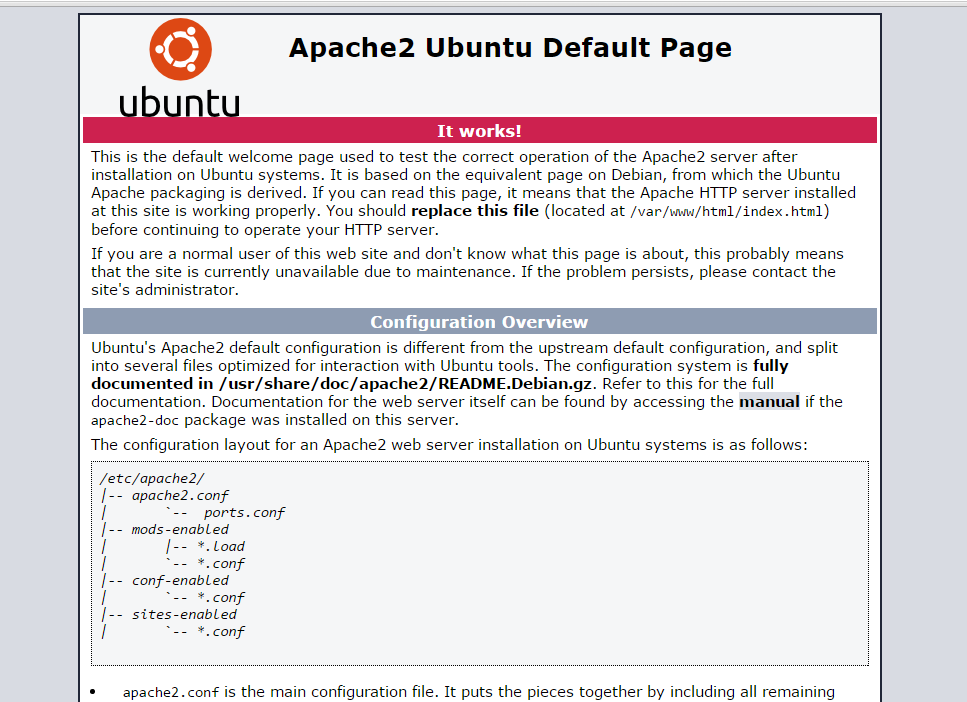 ubuntu
Apache2 Ubuntu Default Page
It works!
This is the default welcome page used to test the correct operation of the Apache2 server after
installation on Ubuntu systems. It is based on the equivalent page on Debian, from which the Ubuntu
Apache packaging is derived. If you can read this page, it means that the Apache HTTP server installed
at this site is working properly. You should replace this file (located at /var/www/html/index.html)
before continuing to operate your HTTP server.
If you are a normal user of this web site and don't know what this page is about, this probably means
that the site is currently unavailable due to maintenance. If the problem persists, please contact the
site's administrator.
Configuration Overview
Ubuntu's Apache2 default configuration is different from the upstream default configuration, and split
into several files optimized for interaction with Ubuntu tools. The configuration system is fully
documented in /usr/share/doc/apache2/README.Debian.gz. Refer to this for the full
documentation. Documentation for the web server itself can be found by accessing the manual if the
apache2-doc package was installed on this server.
The configuration layout for an Apache2 web server installation on Ubuntu systems is as follows:
/etc/apache2/
|-- apache2.conf
|       `--  ports.conf
|-- mods-enabled
|       |-- *.load
|       `-- *.conf
|-- conf-enabled
|       `-- *.conf
|-- sites-enabled
|       `-- *.conf
• apache2.conf is the main configuration file. It puts the pieces together by including all remaining